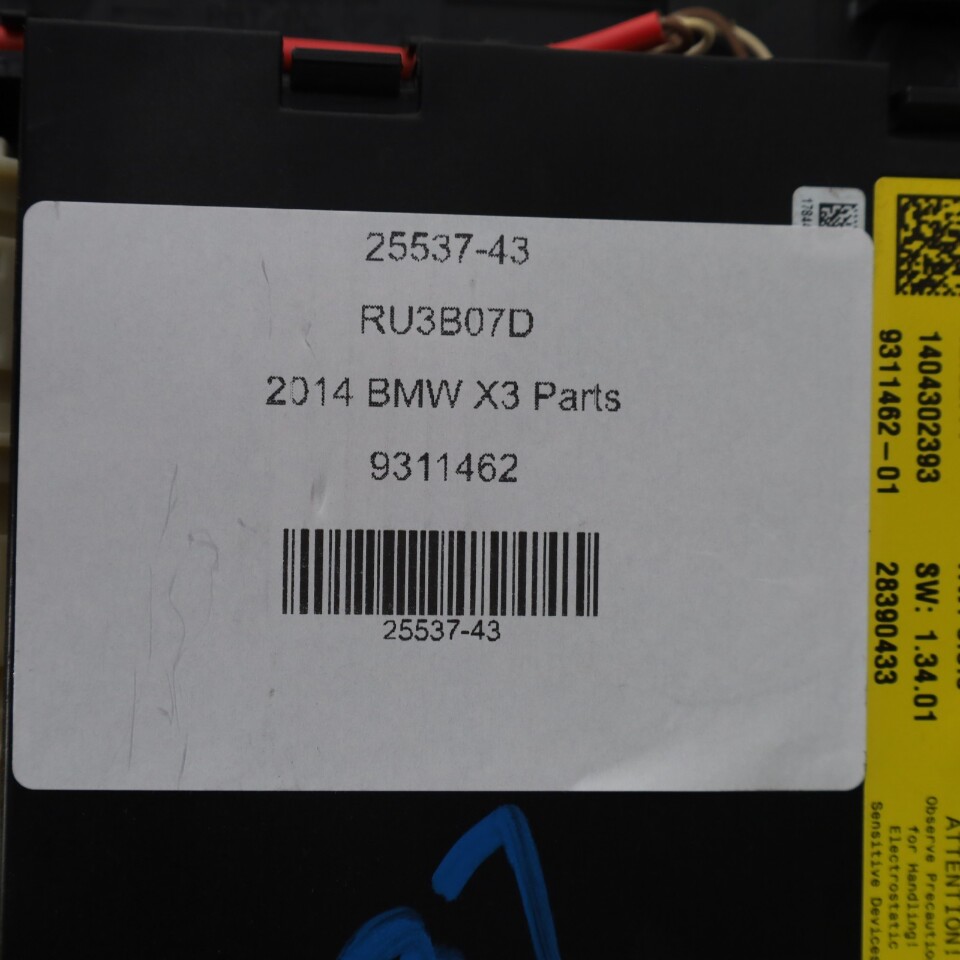 25537-43
RU3B07D
2014 BMW X3 Parts
9311462
25537-43
1404302393
9311462-01
SW: 1.34.01
28390433
ATTENTION!
Observe
for Handling!
Electrostatic
Sensitive Devices